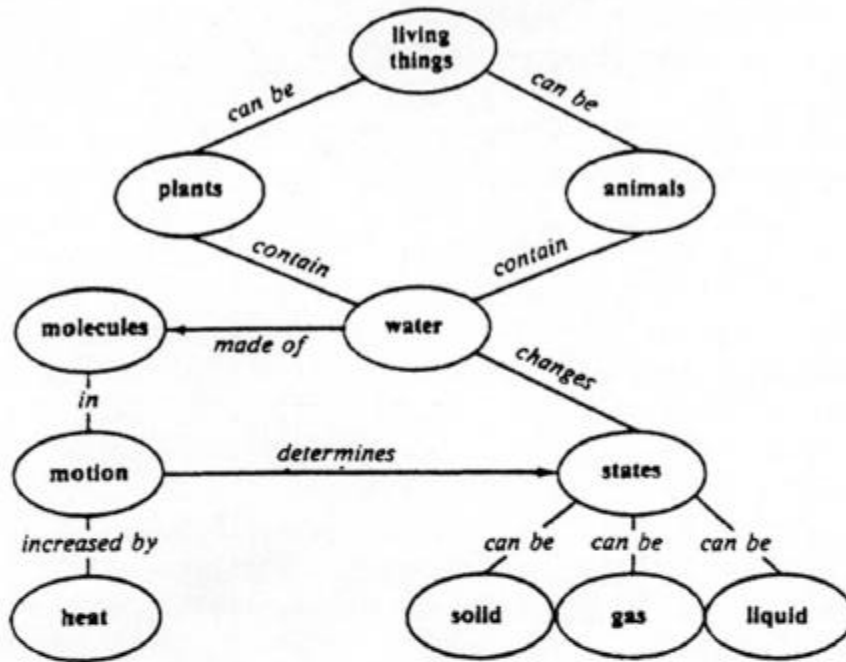 living
things
can be
can be
plants
animals
contain
contain
molecules
water
made of
changes
in
motion
determines
states
increased by
can be
can be
can be
heat
solid
gas
liquid